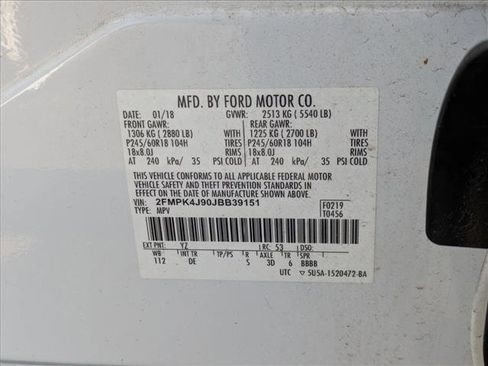 MFD. BY FORD MOTOR CO.
DATE: 01/18 GVWR: 2513 KG ( 5540 LB)
FRONT GAWR: REAR GAWR:
1306 KG ( 2880 LB) WITH 1225 KG ( 2700 LB) WITH
P245/60R18 104H TIRES P245/60R18 104H TIRES
18x8.0J RIMS 18x8.0J RIMS
AT 240 kPa/ 35 PSI COLD AT 240 kPa/ 35 PSI COLD
THIS VEHICLE CONFORMS TO ALL APPLICABLE FEDERAL MOTOR
VEHICLE SAFETY, BUMPER, AND THEFT PREVENTION STANDARDS IN
EFFECT ON THE DATE OF MANUFACTURE SHOWN ABOVE.
VIN: 2FMPK4J90JBB39151 F0219
TYPE: MPV T0456
EXT PNT: YZ RC: 53 DSO:
WB INT TR TP/PS R AXLE TR SPR
112 DE S 3D 6 BBBB
UTC 5U5A-1520472-BA